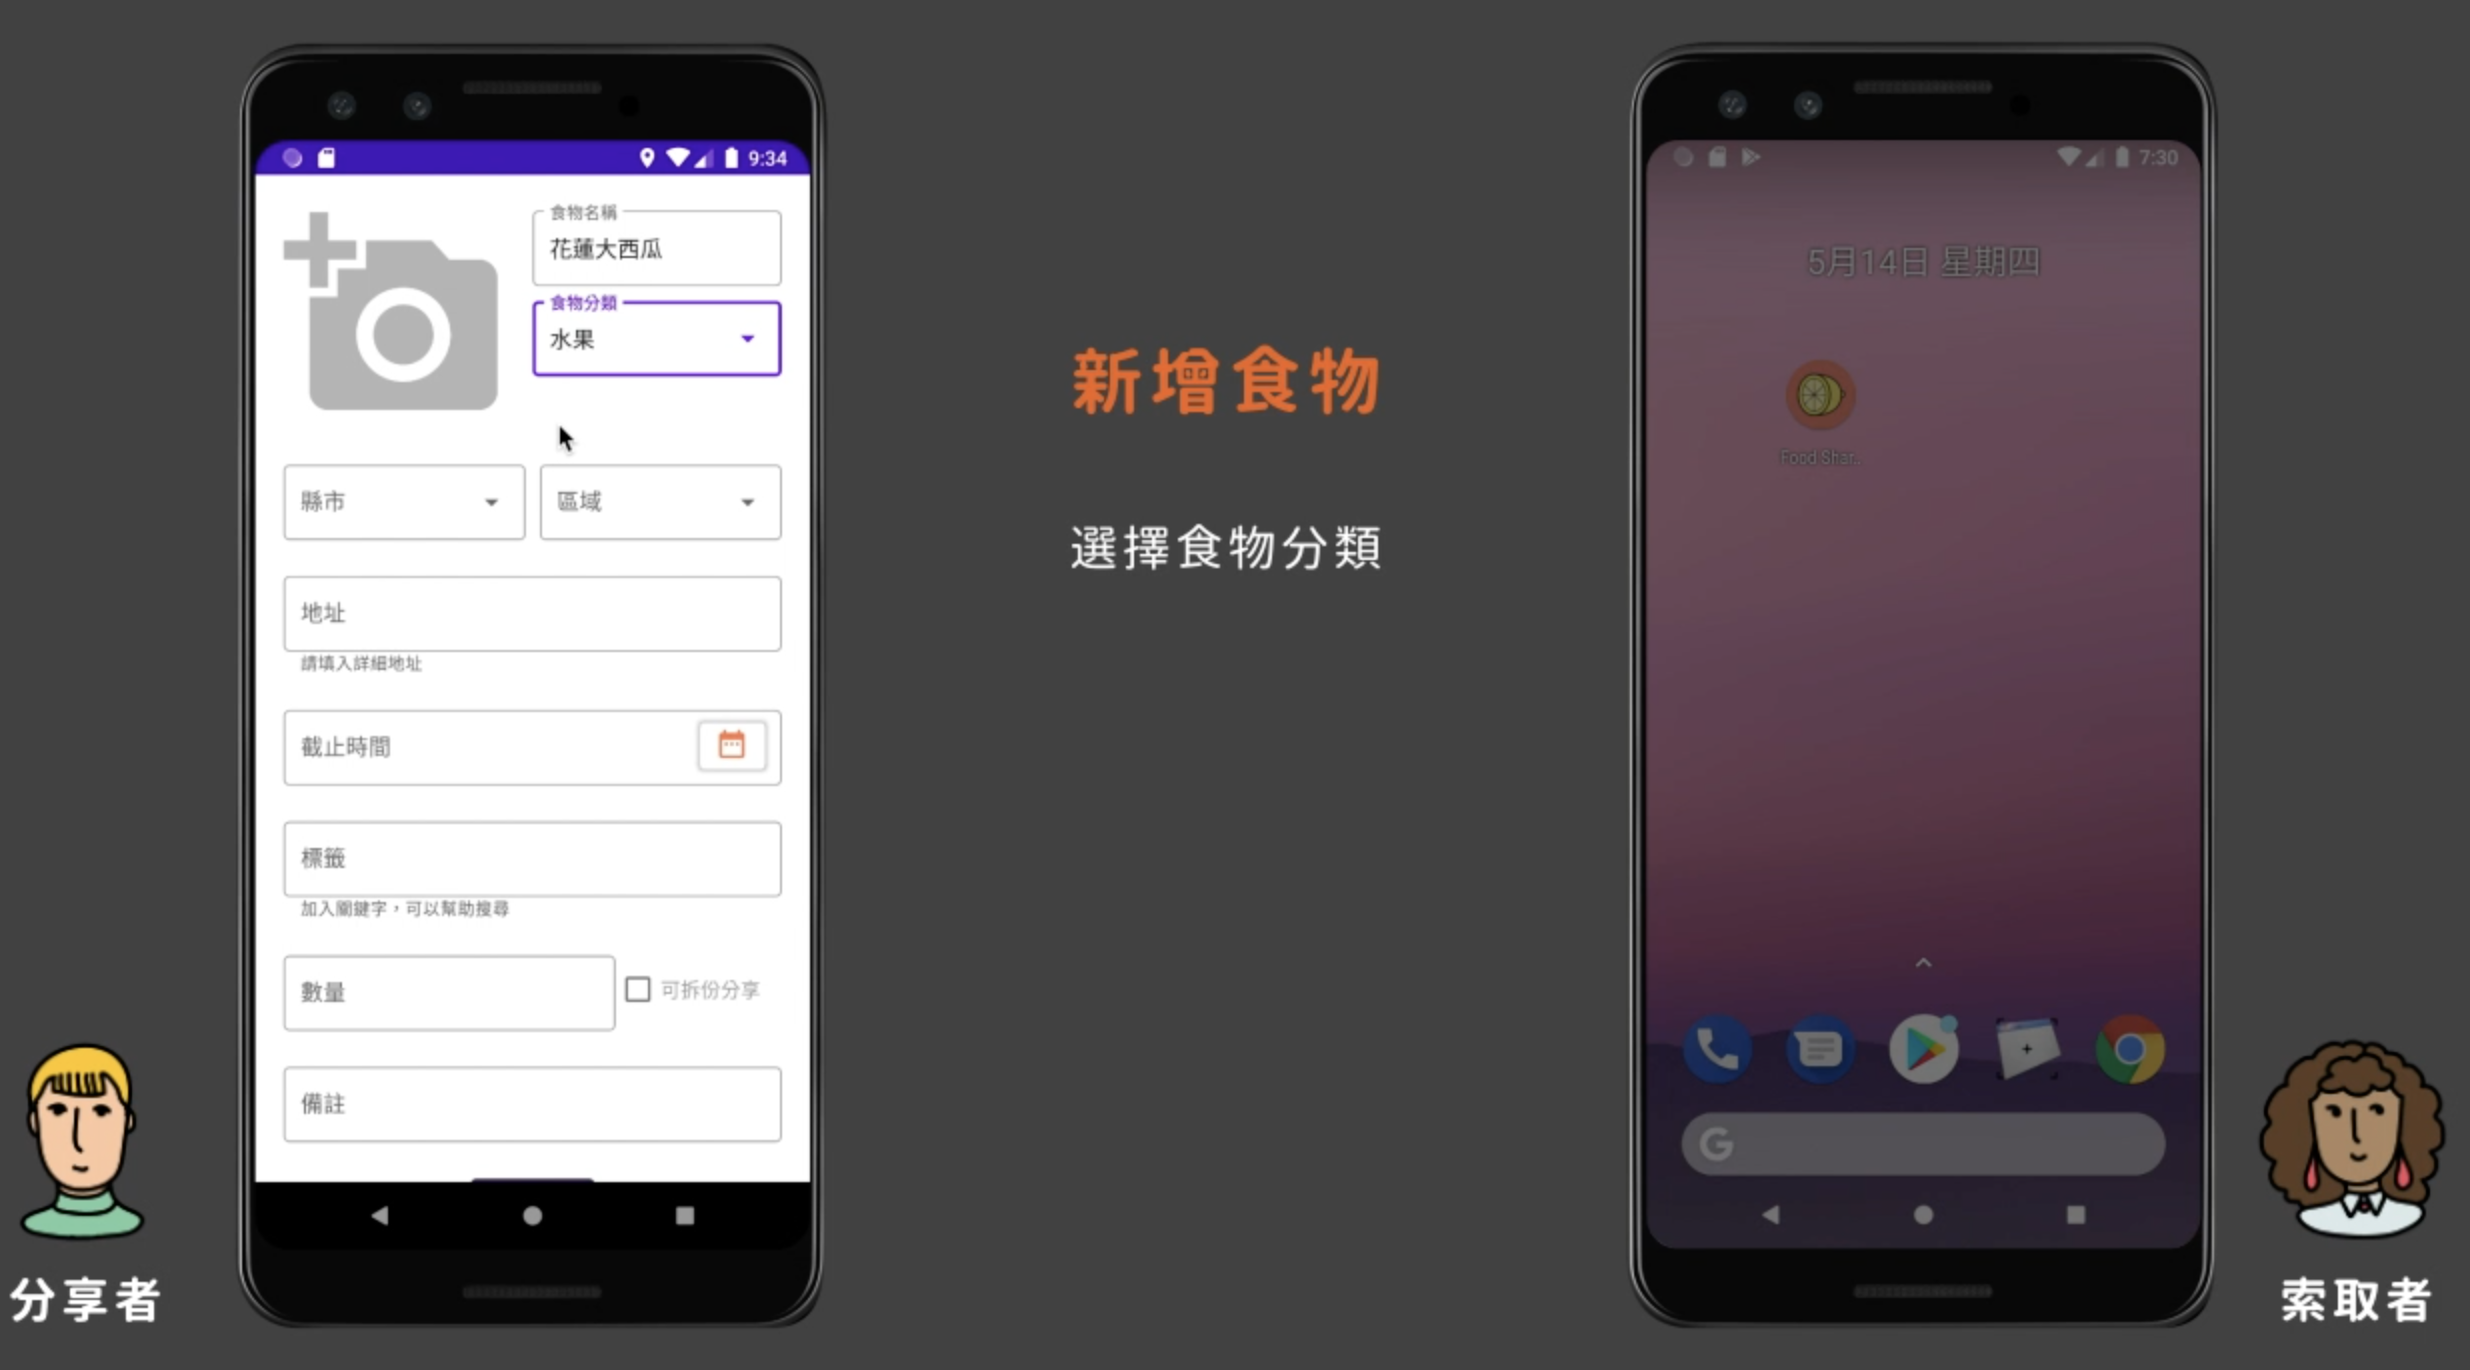 9:34
食物名稱
花蓮大西瓜
食物分類
水果
縣市
區域
地址
請填入詳細地址
截止時間
標籤
加入關鍵字，可以幫助搜尋
數量
可拆份分享
備註
分享者
新增食物
選擇食物分類
7:30
5月14日 星期四
Food Shar..
G
索取者